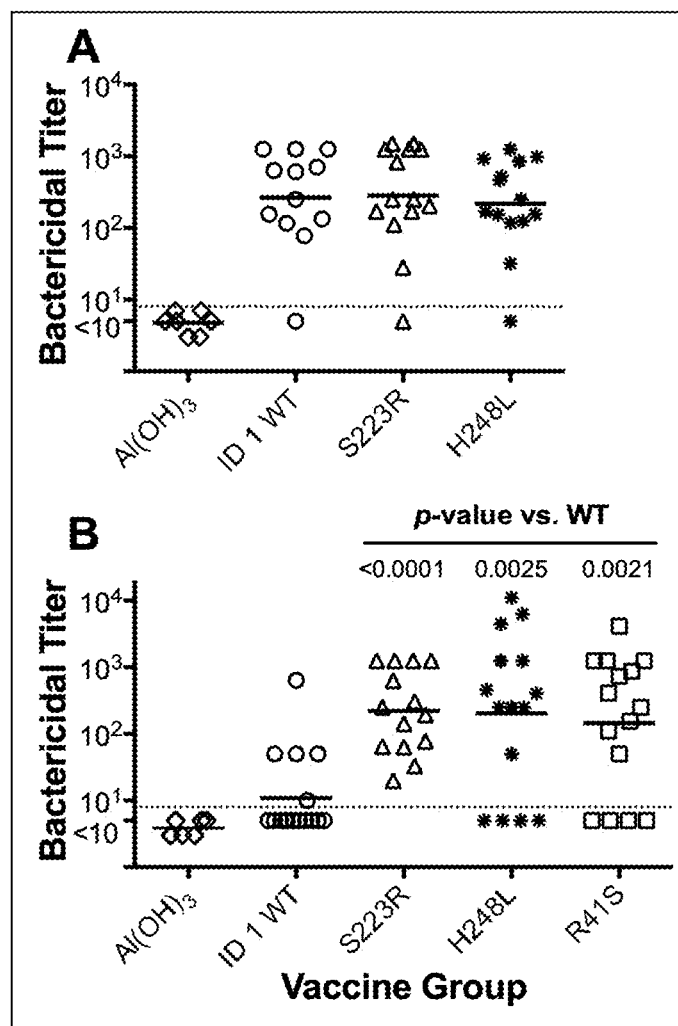 A
Bactericidal Titer
10⁴
10³
10²
10¹
<10
Al(OH)₃
ID 1 WT
S223R
H248L
p-value vs. WT
B
<0.0001 0.0025 0.0021
Bactericidal Titer
10⁴
10³
10²
10¹
<10
Al(OH)₃
ID 1 WT
S223R
H248L
R41S
Vaccine Group